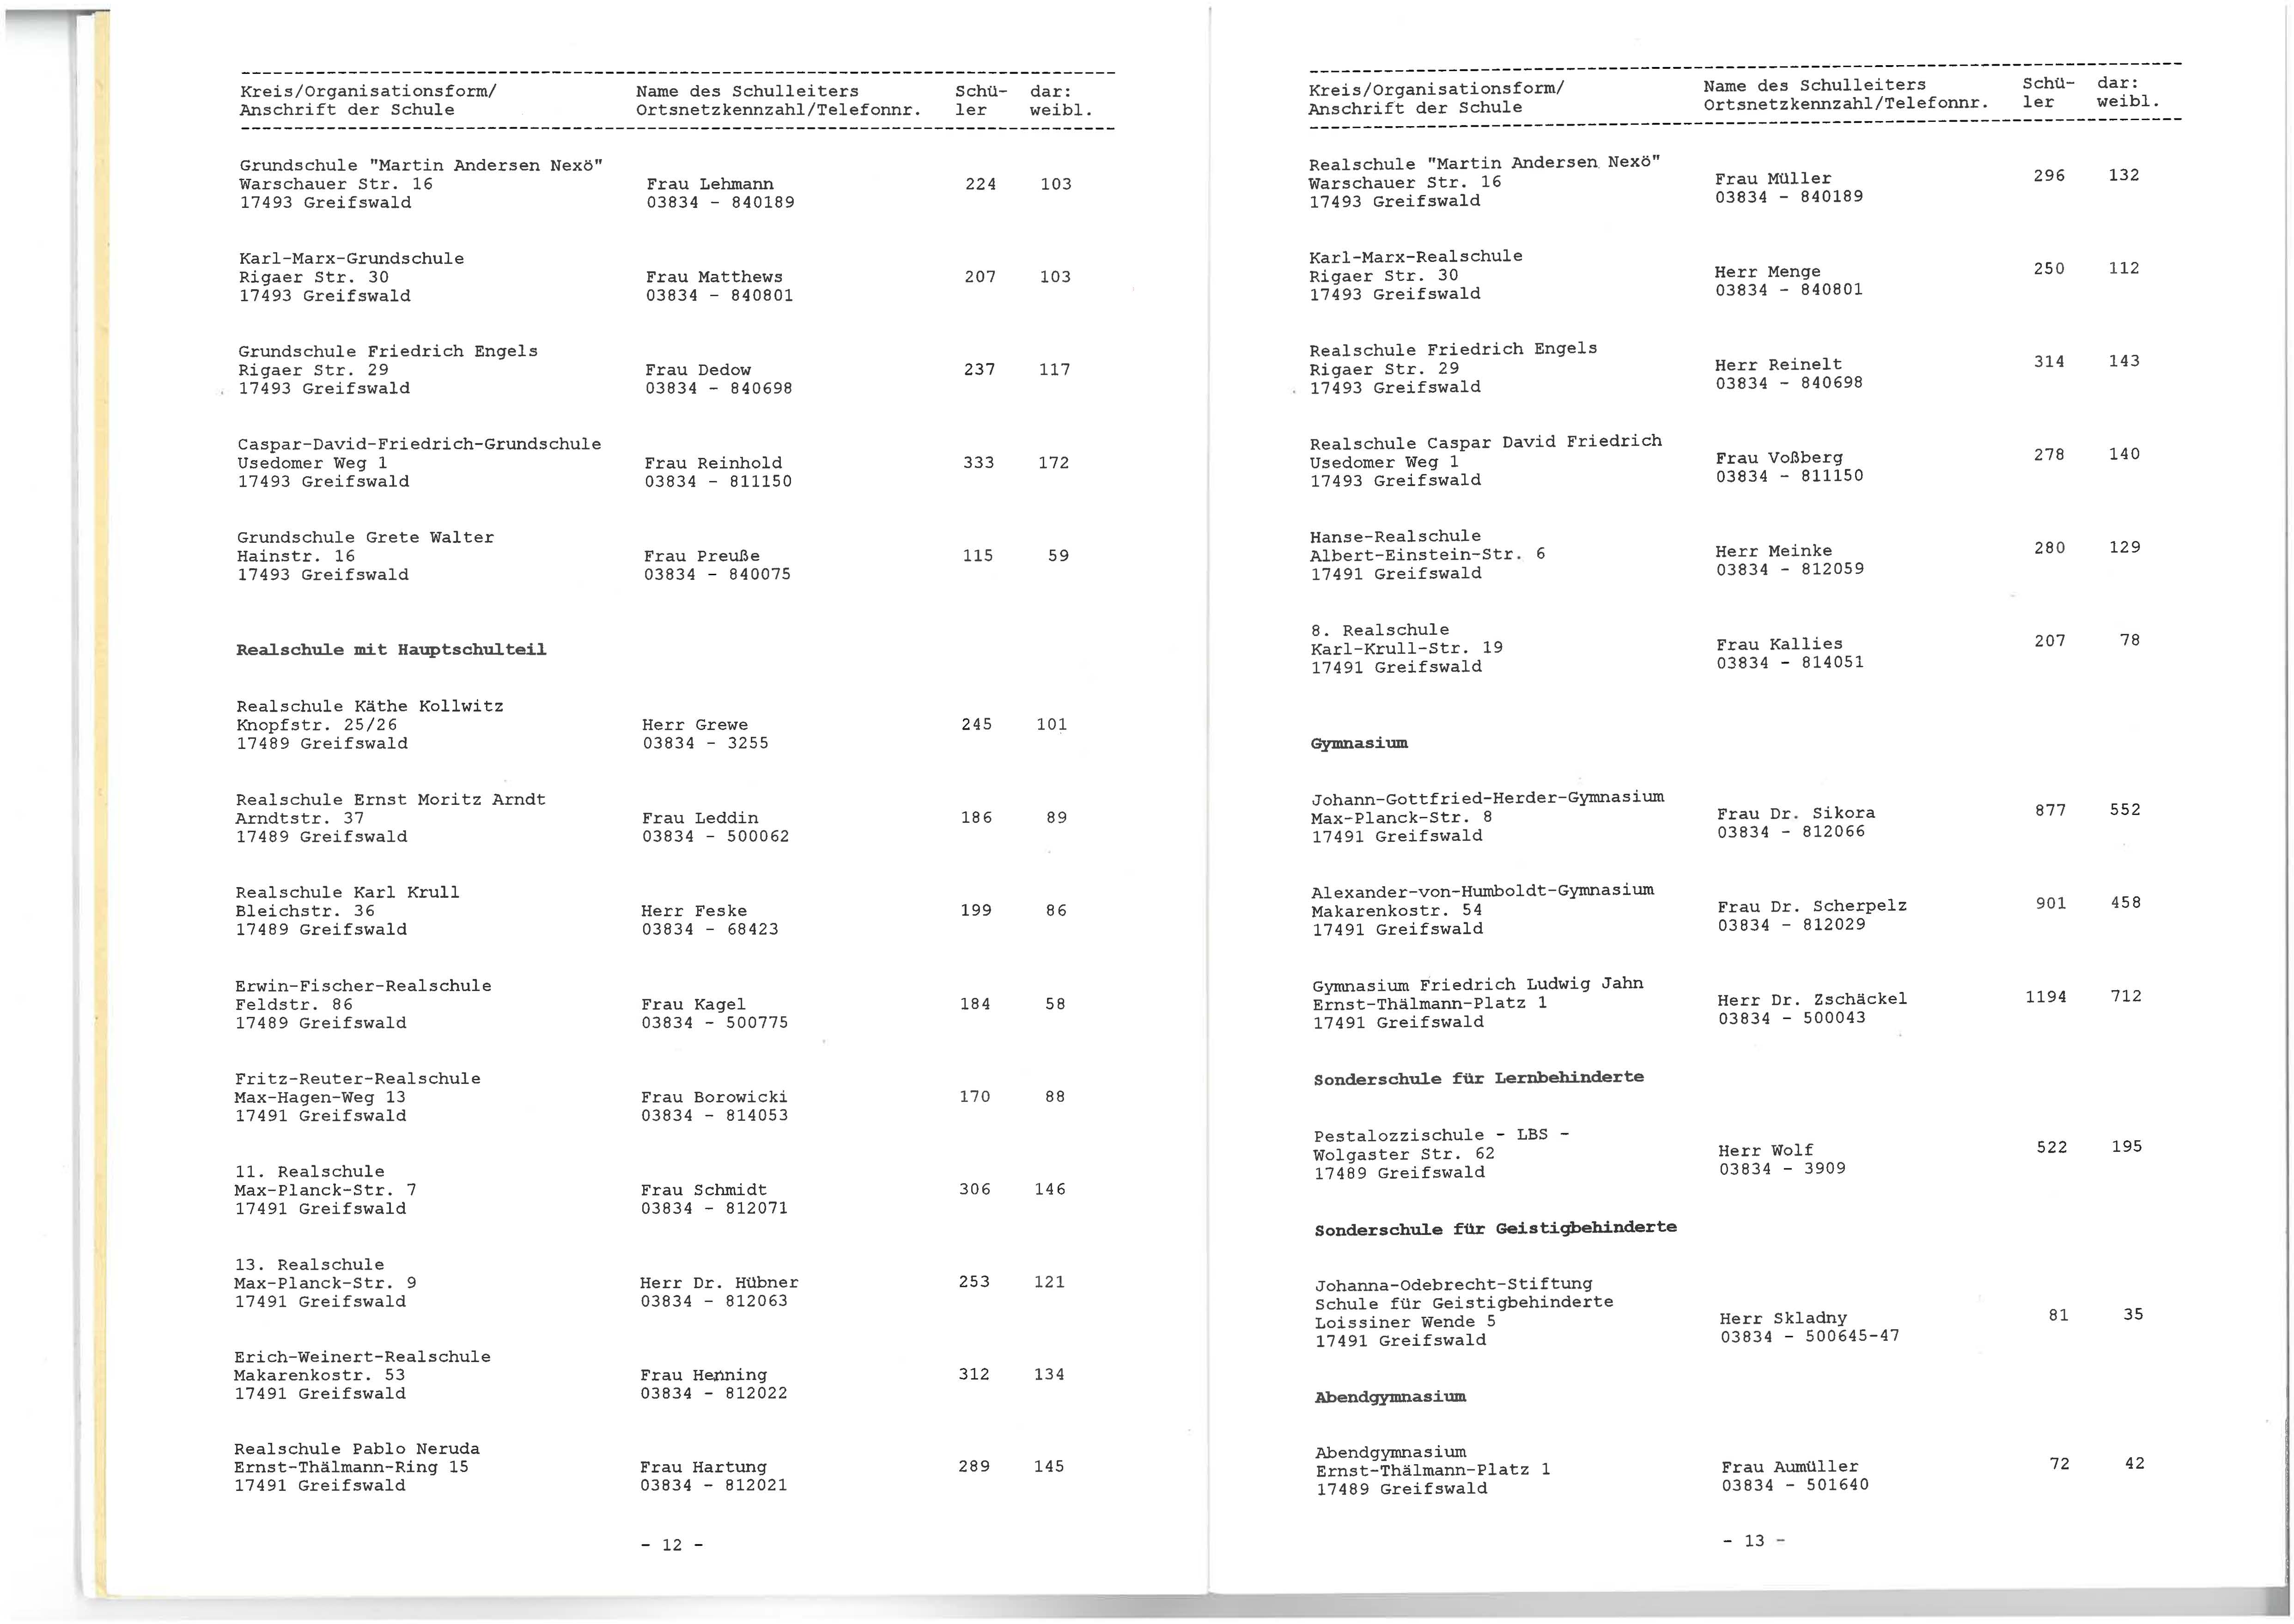 Kreis/Organisationsform/ Name des Schulleiters Schü- dar:
Anschrift der Schule Ortsnetzkennzahl/Telefonnr. ler weibl.
Grundschule "Martin Andersen Nexö"
Warschauer Str. 16 Frau Lehmann 224 103
17493 Greifswald 03834 - 840189
Karl-Marx-Grundschule
Rigaer Str. 30 Frau Matthews 207 103
17493 Greifswald 03834 - 840801
Grundschule Friedrich Engels
Rigaer Str. 29 Frau Dedow 237 117
17493 Greifswald 03834 - 840698
Caspar-David-Friedrich-Grundschule
Usedomer Weg 1 Frau Reinhold 333 172
17493 Greifswald 03834 - 811150
Grundschule Grete Walter
Hainstr. 16 Frau Preuße 115 59
17493 Greifswald 03834 - 840075
Realschule mit Hauptschulteil
Realschule Käthe Kollwitz
Knopfstr. 25/26 Herr Grewe 245 101
17489 Greifswald 03834 - 3255
Realschule Ernst Moritz Arndt
Arndtstr. 37 Frau Leddin 186 89
17489 Greifswald 03834 - 500062
Realschule Karl Krull
Bleichstr. 36 Herr Feske 199 86
17489 Greifswald 03834 - 68423
Erwin-Fischer-Realschule
Feldstr. 86 Frau Kagel 184 58
17489 Greifswald 03834 - 500775
Fritz-Reuter-Realschule
Max-Hagen-Weg 13 Frau Borowicki 170 88
17491 Greifswald 03834 - 814053
11. Realschule
Max-Planck-Str. 7 Frau Schmidt 306 146
17491 Greifswald 03834 - 812071
13. Realschule
Max-Planck-Str. 9 Herr Dr. Hübner 253 121
17491 Greifswald 03834 - 812063
Erich-Weinert-Realschule
Makarenkostr. 53 Frau Henning 312 134
17491 Greifswald 03834 - 812022
Realschule Pablo Neruda
Ernst-Thälmann-Ring 15 Frau Hartung 289 145
17491 Greifswald 03834 - 812021
- 12 -
Kreis/Organisationsform/ Name des Schulleiters Schü- dar:
Anschrift der Schule Ortsnetzkennzahl/Telefonnr. ler weibl.
Realschule "Martin Andersen Nexö"
Warschauer Str. 16 Frau Müller 296 132
17493 Greifswald 03834 - 840189
Karl-Marx-Realschule
Rigaer Str. 30 Herr Menge 250 112
17493 Greifswald 03834 - 840801
Realschule Friedrich Engels
Rigaer Str. 29 Herr Reinelt 314 143
17493 Greifswald 03834 - 840698
Realschule Caspar David Friedrich
Usedomer Weg 1 Frau Voßberg 278 140
17493 Greifswald 03834 - 811150
Hanse-Realschule
Albert-Einstein-Str. 6 Herr Meinke 280 129
17491 Greifswald 03834 - 812059
8. Realschule
Karl-Krull-Str. 19 Frau Kallies 207 78
17491 Greifswald 03834 - 814051
Gymnasium
Johann-Gottfried-Herder-Gymnasium
Max-Planck-Str. 8 Frau Dr. Sikora 877 552
17491 Greifswald 03834 - 812066
Alexander-von-Humboldt-Gymnasium
Makarenkostr. 54 Frau Dr. Scherpelz 901 458
17491 Greifswald 03834 - 812029
Gymnasium Friedrich Ludwig Jahn
Ernst-Thälmann-Platz 1 Herr Dr. Zschäckel 1194 712
17491 Greifswald 03834 - 500043
Sonderschule für Lernbehinderte
Pestalozzischule - LBS -
Wolgaster Str. 62 Herr Wolf 522 195
17489 Greifswald 03834 - 3909
Sonderschule für Geistigbehinderte
Johanna-Odebrecht-Stiftung
Schule für Geistigbehinderte
Loissiner Wende 5 Herr Skladny 81 35
17491 Greifswald 03834 - 500645-47
Abendgymnasium
Abendgymnasium
Ernst-Thälmann-Platz 1 Frau Aumüller 72 42
17489 Greifswald 03834 - 501640
- 13 -